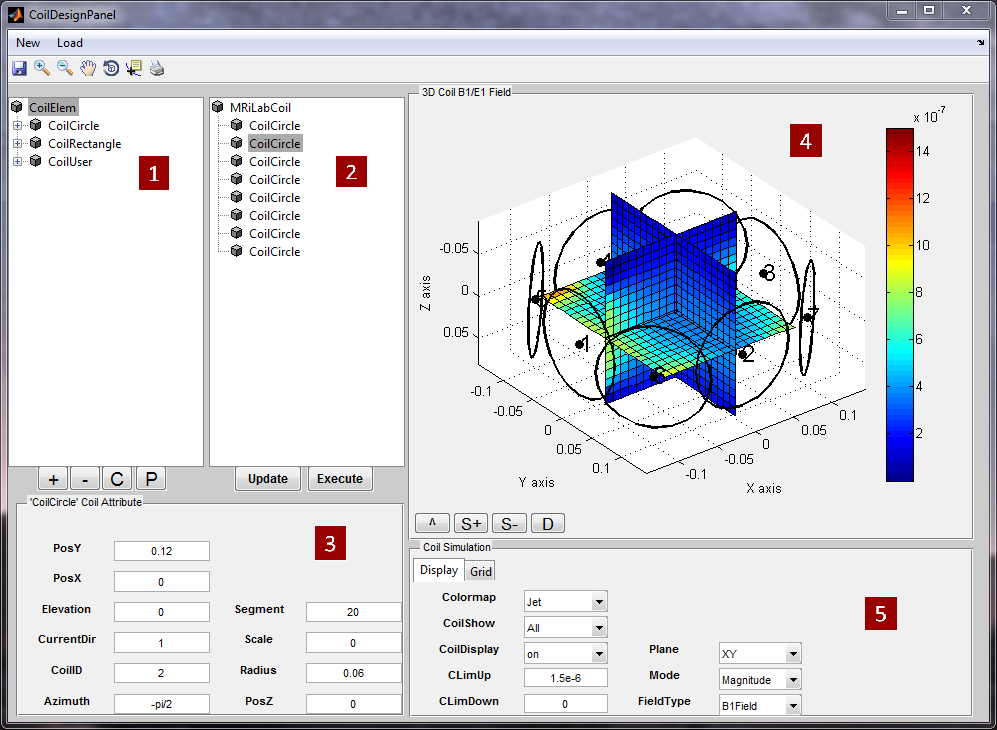 CoilDesignPanel
New Load
CoilElem
CoilCircle
CoilRectangle
CoilUser
1
MRiLabCoil
CoilCircle
CoilCircle
CoilCircle
CoilCircle
CoilCircle
CoilCircle
CoilCircle
CoilCircle
2
+ - C P
Update Execute
'CoilCircle' Coil Attribute
3
PosY 0.12
PosX 0
Elevation 0 Segment 20
CurrentDir 1 Scale 0
CoilID 2 Radius 0.06
Azimuth -pi/2 PosZ 0
3D Coil B1/E1 Field
4
x 10-7
14
12
10
8
6
4
2
-0.05
0
0.05
Z axis
-0.1
-0.05
0
0.05
0.1
Y axis
-0.1
-0.05
0
0.05
0.1
X axis
3
1
2
^ S+ S- D
Coil Simulation
Display Grid
5
Colormap Jet
CoilShow All
CoilDisplay on Plane XY
CLimUp 1.5e-6 Mode Magnitude
CLimDown 0 FieldType B1Field